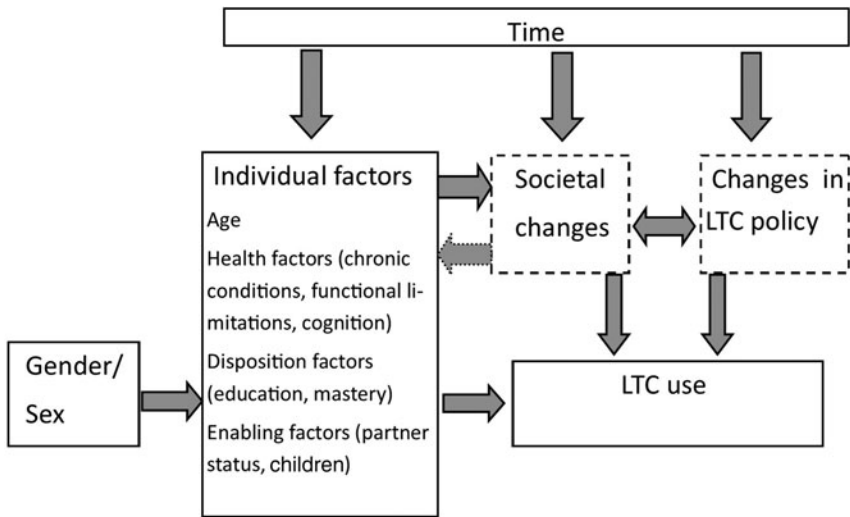 Time
Individual factors
Age
Health factors (chronic
conditions, functional li-
mitations, cognition)
Disposition factors
(education, mastery)
Enabling factors (partner
status, children)
Societal
changes
Changes in
LTC policy
Gender/
Sex
LTC use